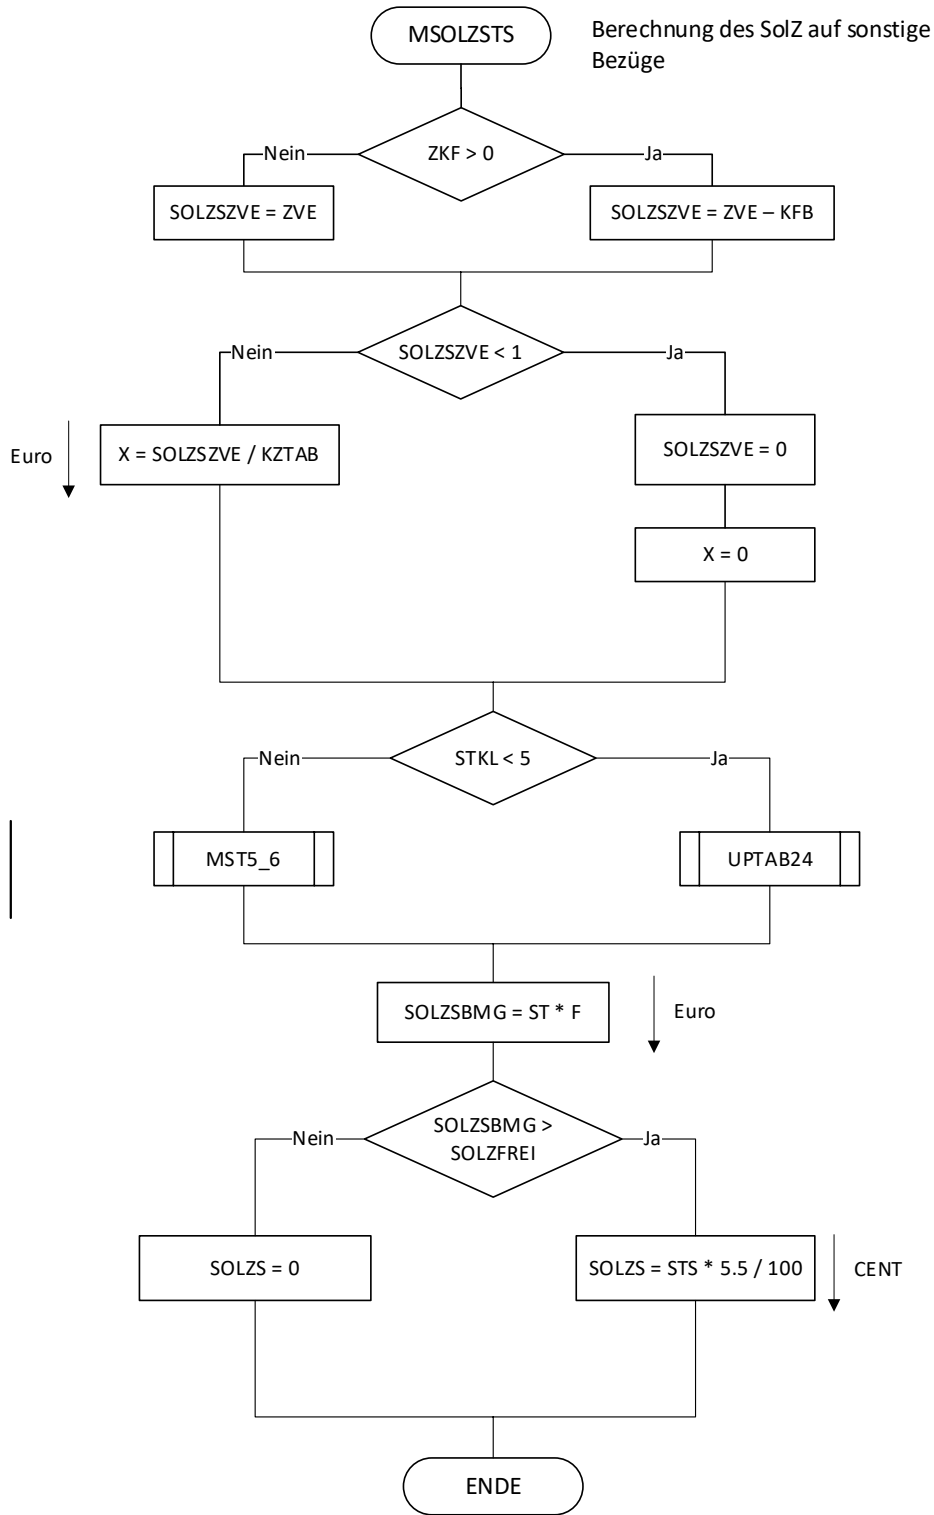 MSOLZSTS
Berechnung des SolZ auf sonstige
Bezüge
ZKF > 0
Nein
Ja
SOLZSZVE = ZVE
SOLZSZVE = ZVE – KFB
SOLZSZVE < 1
Nein
Ja
Euro
X = SOLZSZVE / KZTAB
SOLZSZVE = 0
X = 0
STKL < 5
Nein
Ja
MST5_6
UPTAB24
SOLZSBMG = ST * F
Euro
SOLZSBMG >
SOLZFREI
Nein
Ja
SOLZS = 0
SOLZS = STS * 5.5 / 100
CENT
ENDE